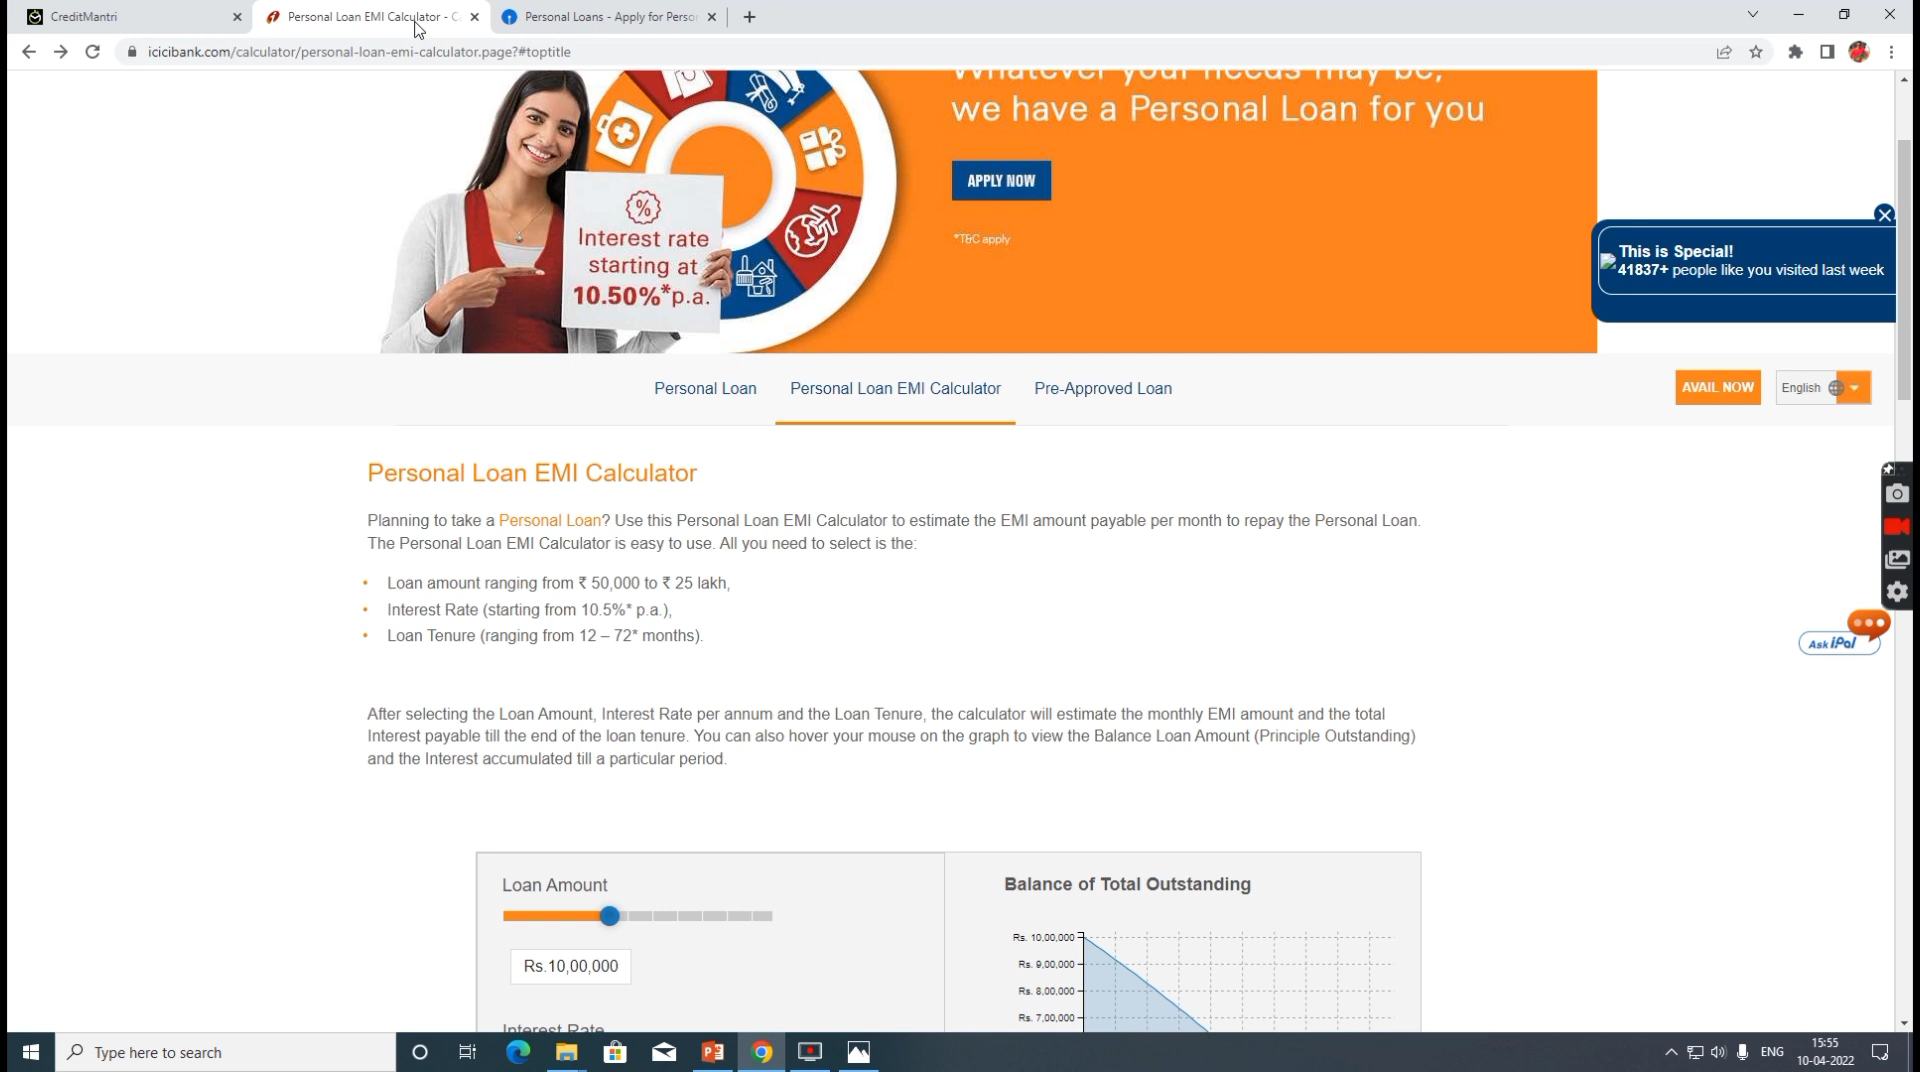 CreditMantri
Personal Loan EMI Calculator - C
Personal Loans - Apply for Perso
icicibank.com/calculator/personal-loan-emi-calculator.page?#toptitle
Whatever your needs may be,
we have a Personal Loan for you
APPLY NOW
*T&C apply
%
Interest rate
starting at
10.50%*p.a.
This is Special!
41837+ people like you visited last week
Personal Loan
Personal Loan EMI Calculator
Pre-Approved Loan
AVAIL NOW
English
Personal Loan EMI Calculator
Planning to take a Personal Loan? Use this Personal Loan EMI Calculator to estimate the EMI amount payable per month to repay the Personal Loan.
The Personal Loan EMI Calculator is easy to use. All you need to select is the:
• Loan amount ranging from ₹ 50,000 to ₹ 25 lakh,
• Interest Rate (starting from 10.5%* p.a.),
• Loan Tenure (ranging from 12 – 72* months).
Ask iPal
After selecting the Loan Amount, Interest Rate per annum and the Loan Tenure, the calculator will estimate the monthly EMI amount and the total
Interest payable till the end of the loan tenure. You can also hover your mouse on the graph to view the Balance Loan Amount (Principle Outstanding)
and the Interest accumulated till a particular period.
Loan Amount
Rs.10,00,000
Interest Rate
Balance of Total Outstanding
Rs. 10,00,000
Rs. 9,00,000
Rs. 8,00,000
Rs. 7,00,000
Type here to search
ENG
15:55
10-04-2022